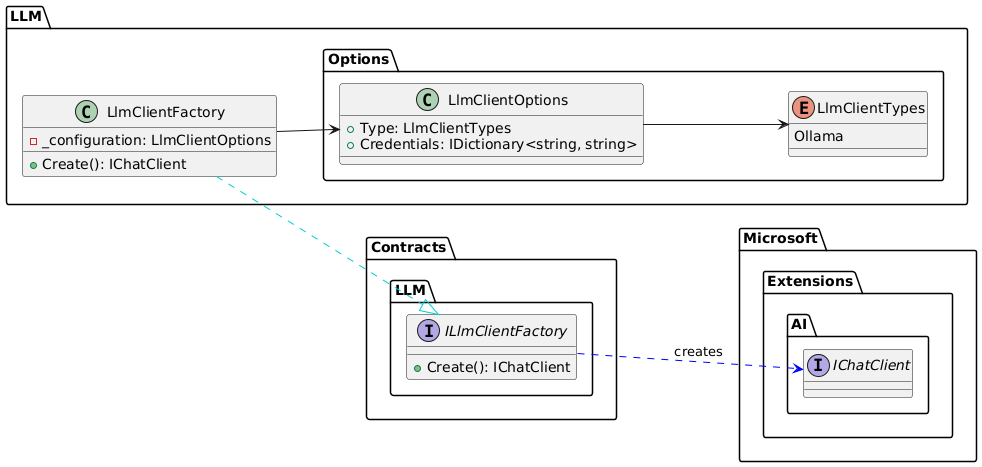 LLM
Options
C LlmClientFactory
_configuration: LlmClientOptions
Create(): IChatClient
C LlmClientOptions
Type: LlmClientTypes
Credentials: IDictionary<string, string>
E LlmClientTypes
Ollama
Contracts
LLM
I ILlmClientFactory
Create(): IChatClient
creates
Microsoft
Extensions
AI
I IChatClient